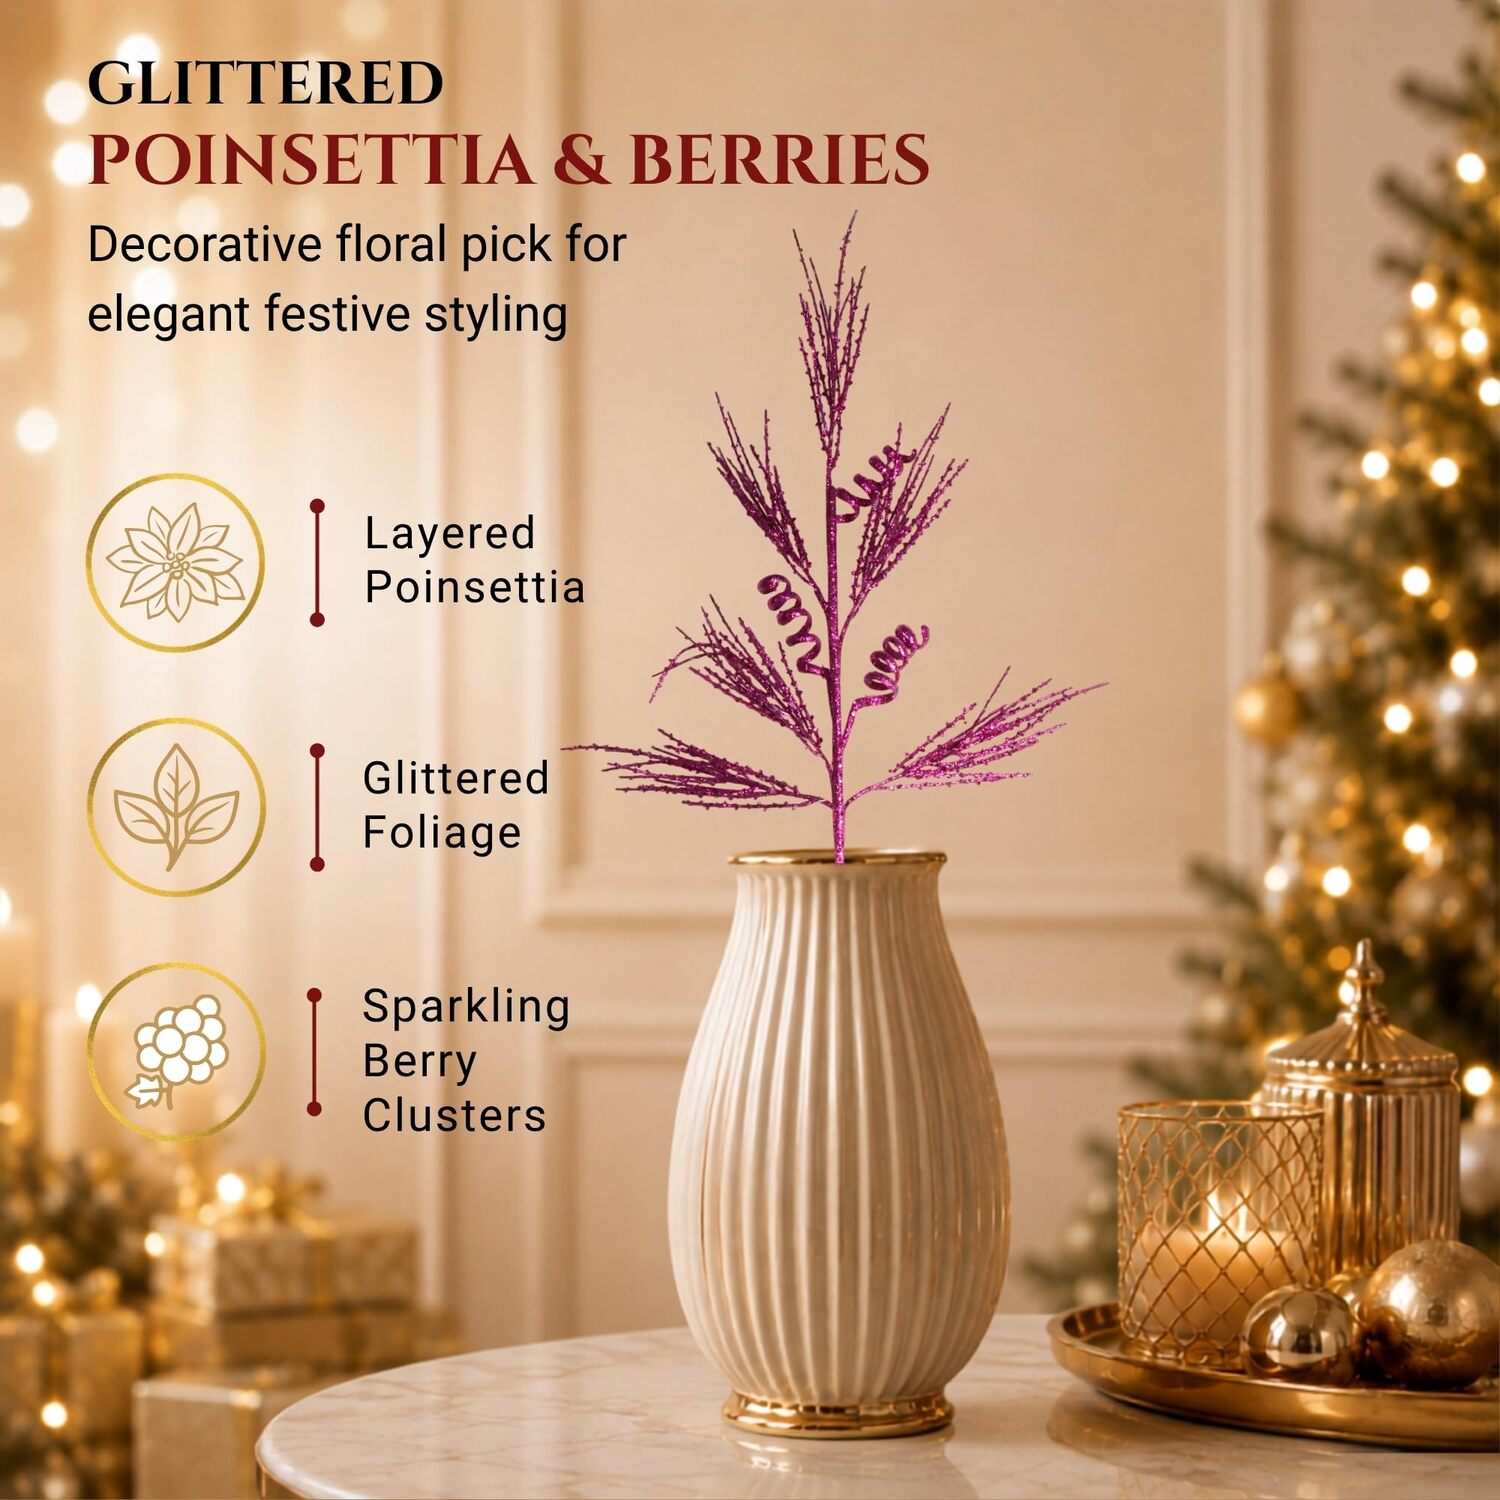 GLITTERED
POINSETTIA & BERRIES
Decorative floral pick for
elegant festive styling
Layered
Poinsettia
Glittered
Foliage
Sparkling
Berry
Clusters